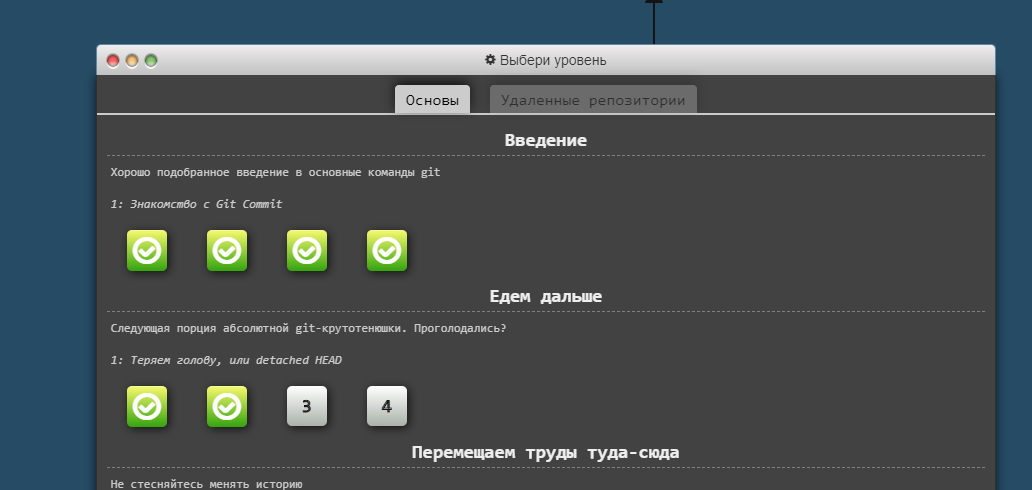 Выбери уровень
Основы
Удаленные репозитории
Введение
Хорошо подобранное введение в основные команды git
1: Знакомство с Git Commit
Едем дальше
Следующая порция абсолютной git-крутотенюшки. Проголодались?
1: Теряем голову, или detached HEAD
3 4
Перемещаем труды туда-сюда
Не стесняйтесь менять историю